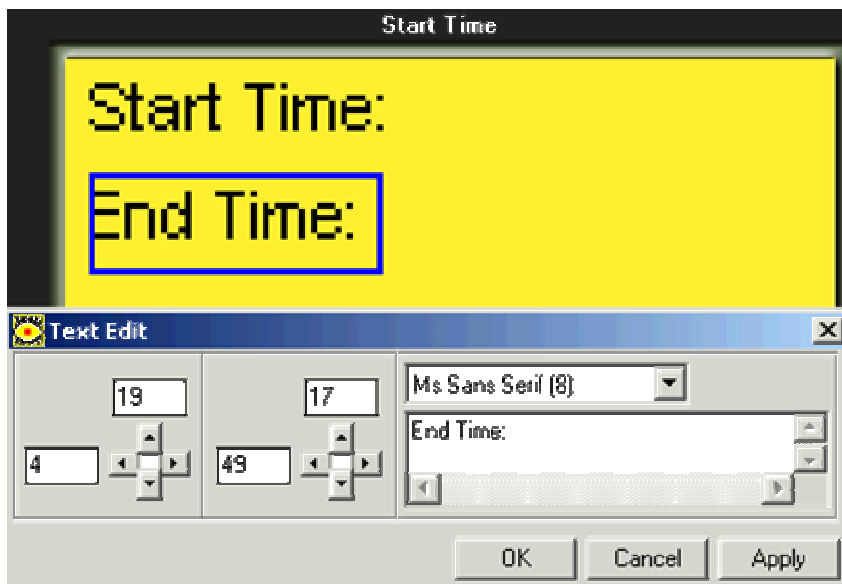 Start Time
Start Time:
End Time:
Text Edit
19
17
Ms Sans Serif (8)
4
49
End Time:
OK
Cancel
Apply